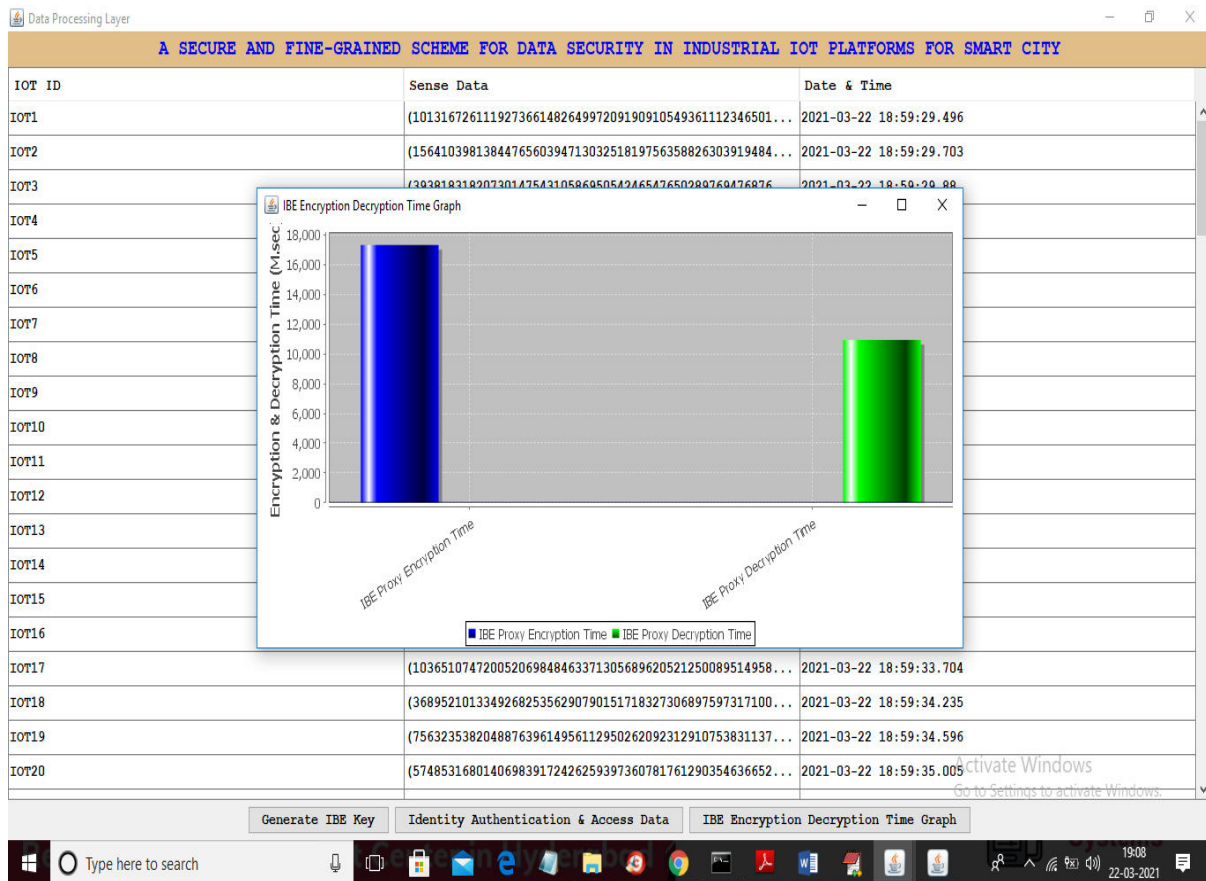 Data Processing Layer
A SECURE AND FINE-GRAINED SCHEME FOR DATA SECURITY IN INDUSTRIAL IOT PLATFORMS FOR SMART CITY
IOT ID Sense Data Date & Time
IOT1 (10131672611192736614826499720919091054936111234650​1... 2021-03-22 18:59:29.496
IOT2 (15641039813844765603947130325181975635882630391948​4... 2021-03-22 18:59:29.703
IOT3 2021-03-22 18:59:29.88
IOT4
IOT5
IOT6
IOT7
IOT8
IOT9
IOT10
IOT11
IOT12
IOT13
IOT14
IOT15
IOT16
IOT17 (10365107472005206984846337130568962052125008951495​8... 2021-03-22 18:59:33.704
IOT18 (36895210133492682535629079015171832730689759731710​0... 2021-03-22 18:59:34.235
IOT19 (75632353820488763961495611295026209231291075383113​7... 2021-03-22 18:59:34.596
IOT20 (57485316801406983917242625939736078176129035463665​2... 2021-03-22 18:59:35.005
IBE Encryption Decryption Time Graph
Encryption & Decryption Time (M.sec
18,000
16,000
14,000
12,000
10,000
8,000
6,000
4,000
2,000
0
IBE Proxy Encryption Time
IBE Proxy Decryption Time
IBE Proxy Encryption Time IBE Proxy Decryption Time
Activate Windows
Go to Settings to activate Windows.
Generate IBE Key Identity Authentication & Access Data IBE Encryption Decryption Time Graph
Type here to search
19:08
22-03-2021